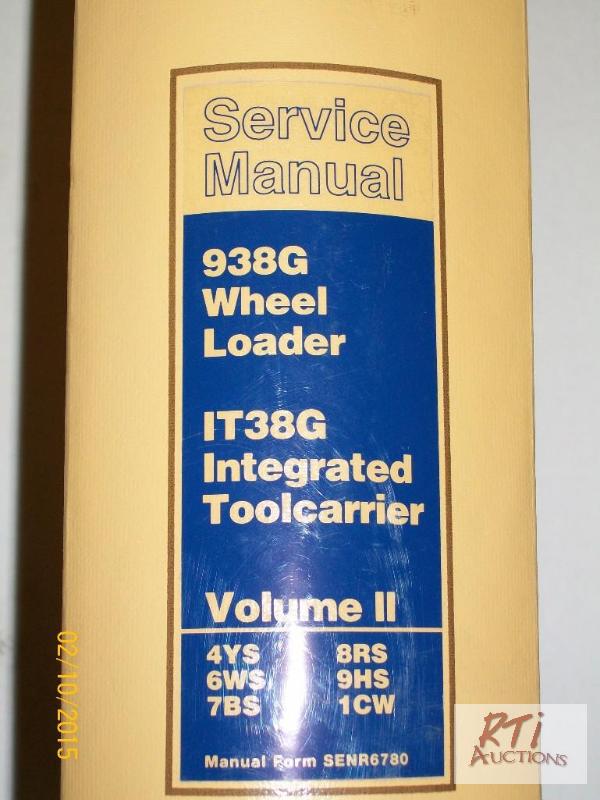 Service
Manual
938G
Wheel
Loader
IT38G
Integrated
Toolcarrier
Volume II
4YS 8RS
6WS 9HS
7BS 1CW
Manual Form SENR6780
02/10/2015
RTi
AUCTIONS